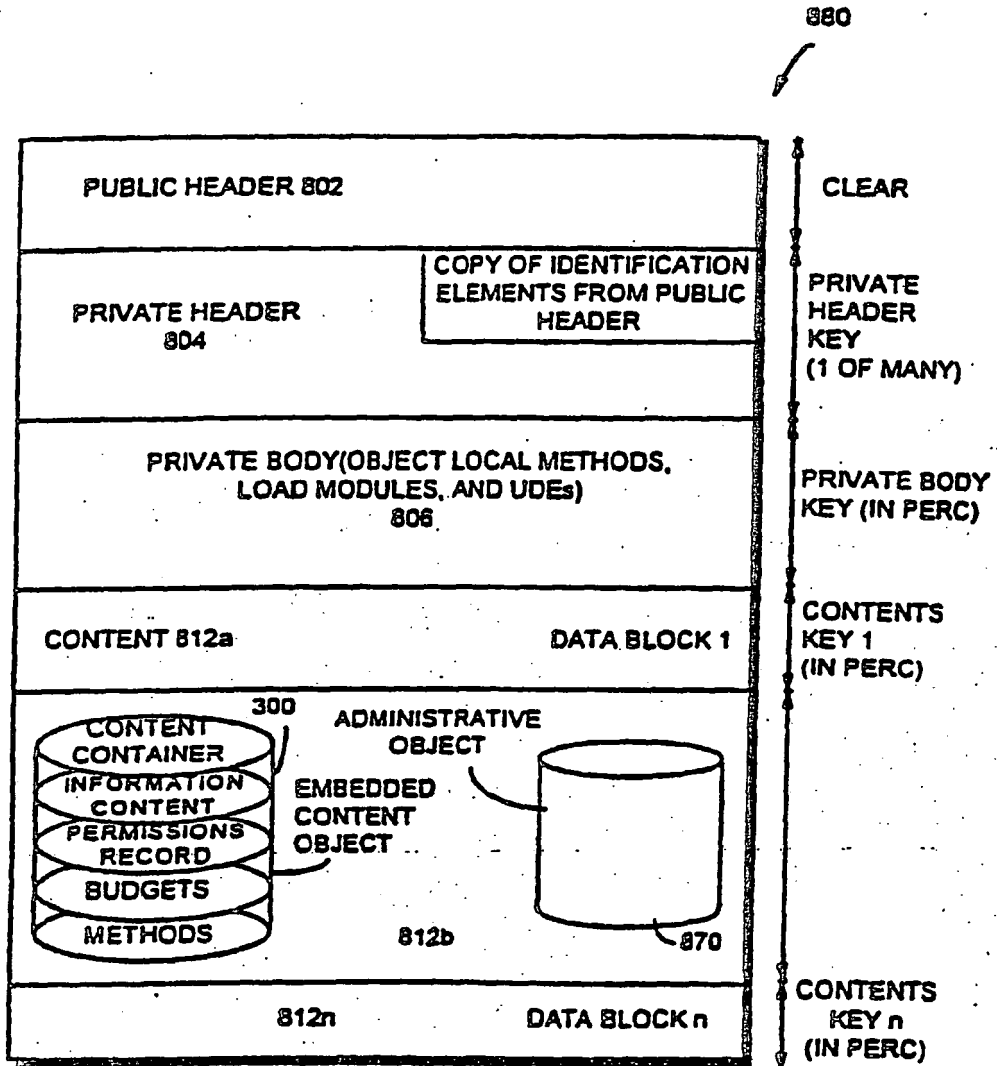 880
PUBLIC HEADER 802
CLEAR
PRIVATE HEADER
804
COPY OF IDENTIFICATION
ELEMENTS FROM PUBLIC
HEADER
PRIVATE
HEADER
KEY
(1 OF MANY)
PRIVATE BODY(OBJECT LOCAL METHODS,
LOAD MODULES, AND UDEs)
806
PRIVATE BODY
KEY (IN PERC)
CONTENT 812a
DATA BLOCK 1
CONTENTS
KEY 1
(IN PERC)
CONTENT
CONTAINER
INFORMATION
CONTENT
PERMISSIONS
RECORD
BUDGETS
METHODS
300
EMBEDDED
CONTENT
OBJECT
ADMINISTRATIVE
OBJECT
812b
870
812n
DATA BLOCK n
CONTENTS
KEY n
(IN PERC)